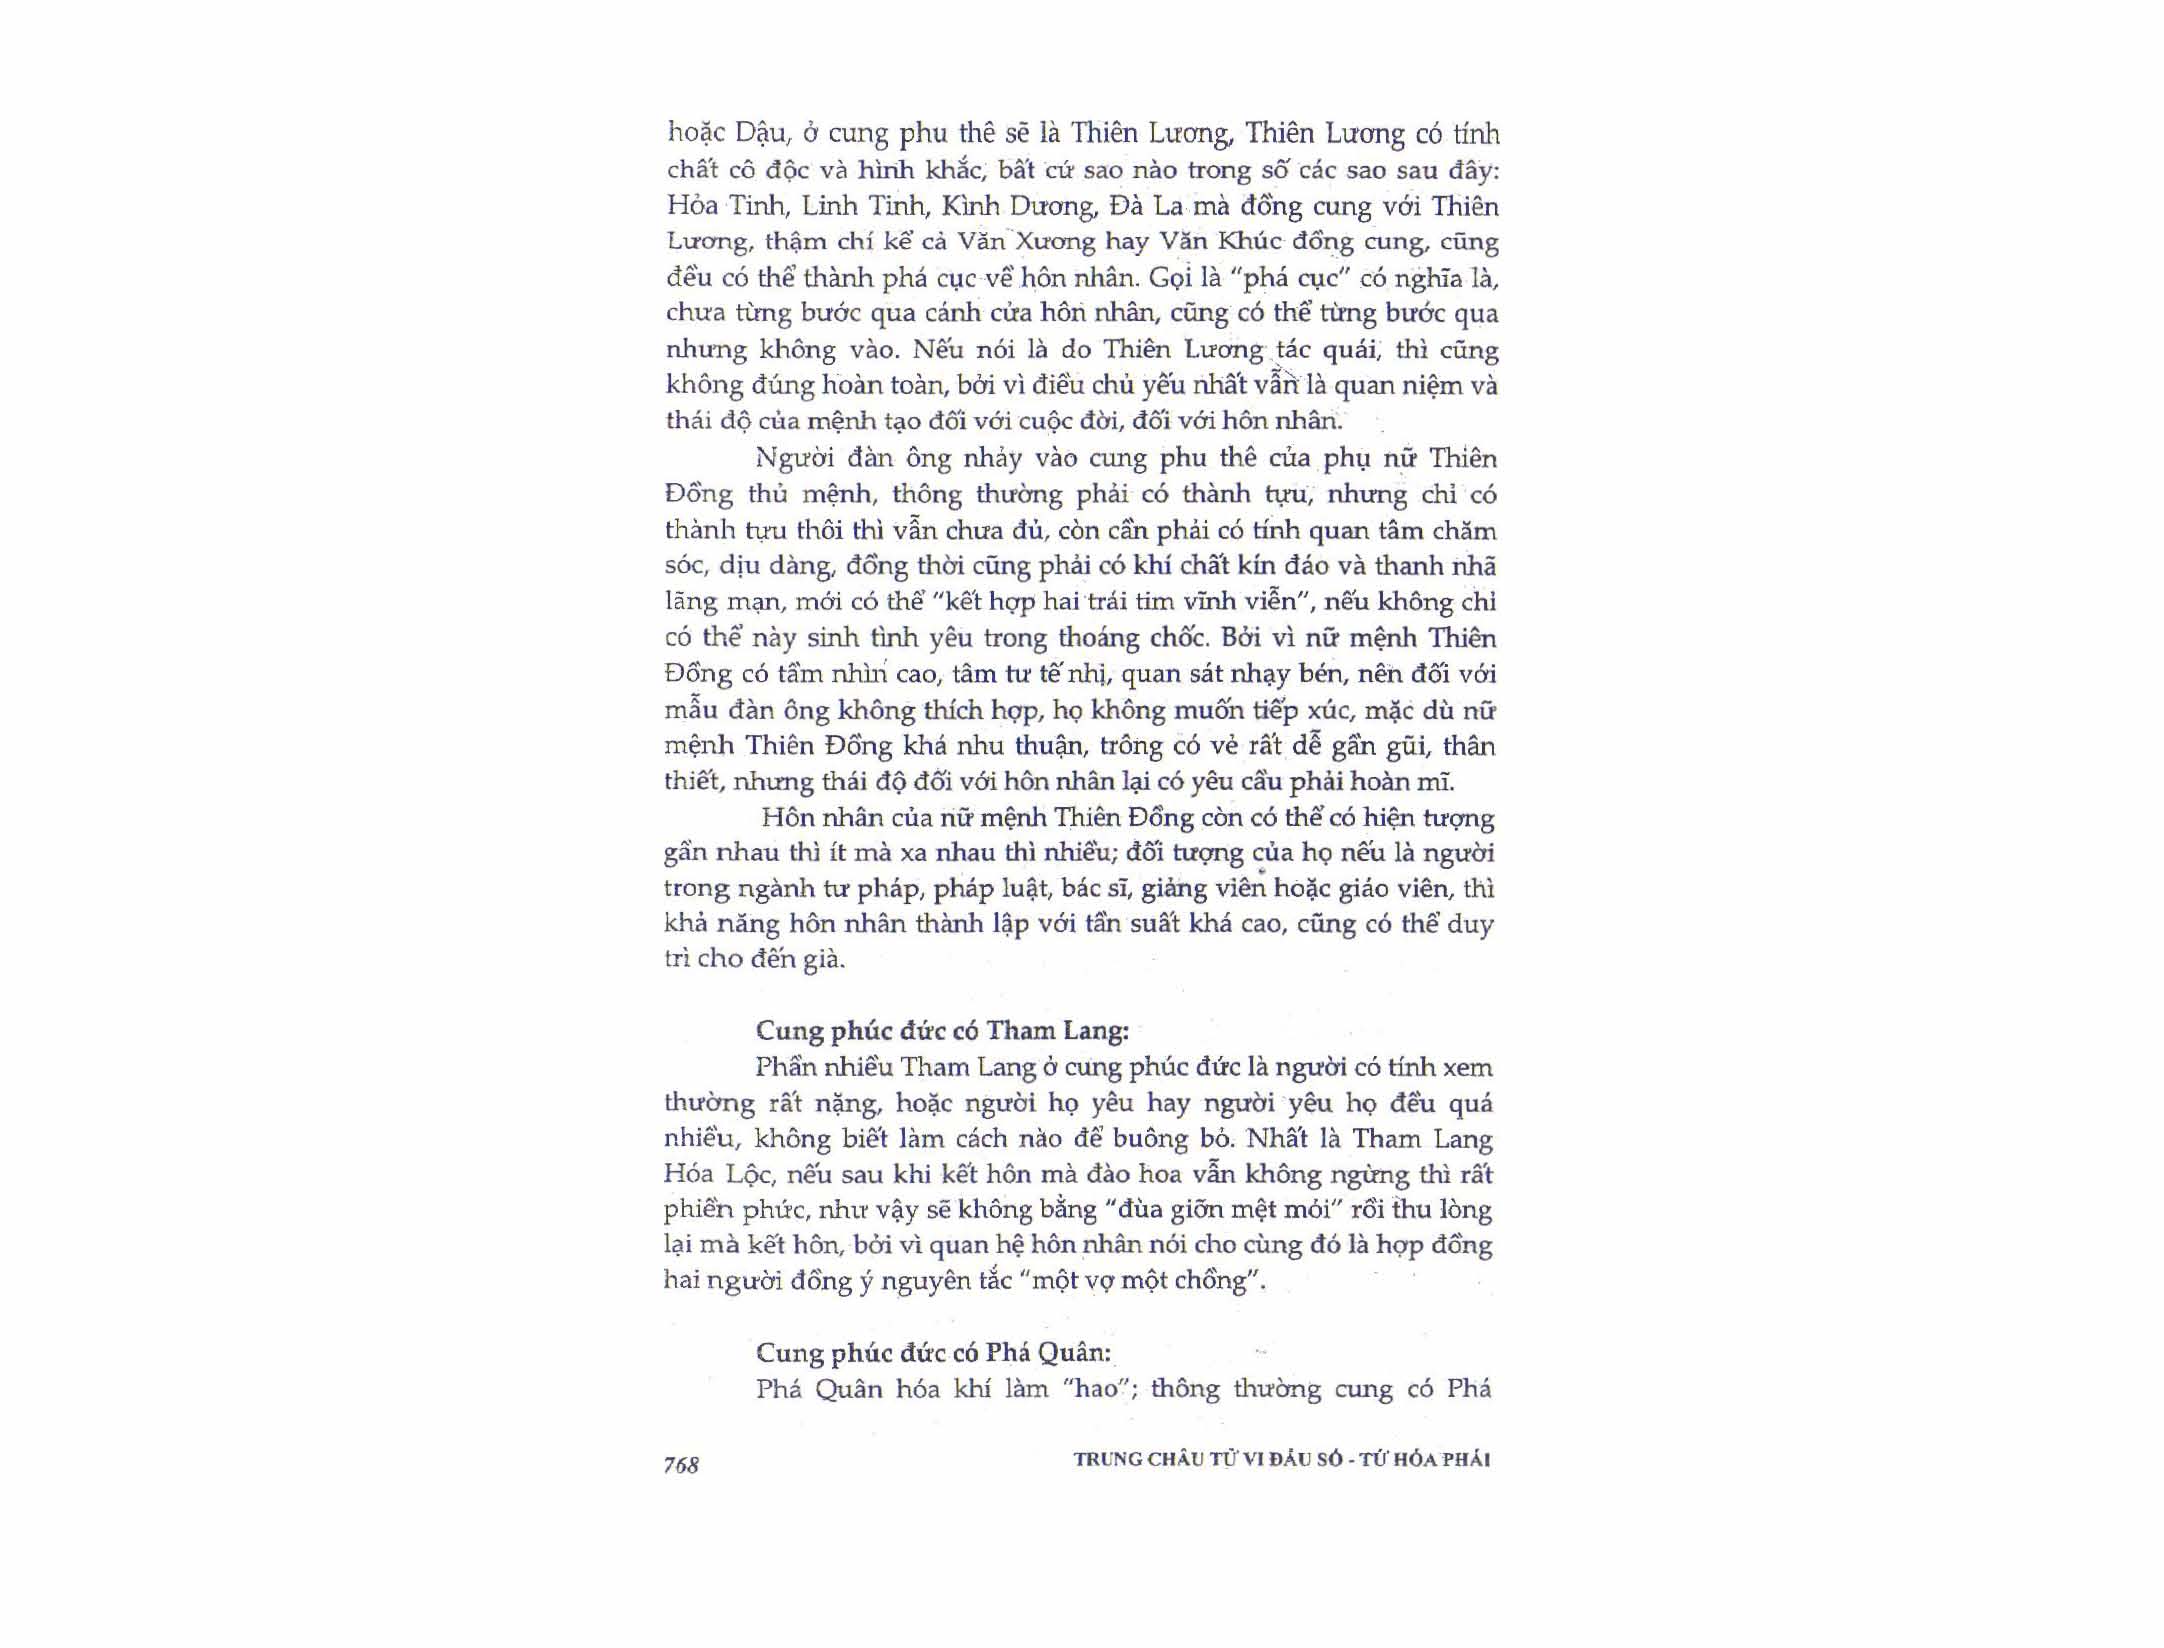 hoặc Dậu, ở cung phu thê sẽ là Thiên Lương, Thiên Lương có tính
chất cô độc và hình khắc, bất cứ sao nào trong số các sao sau đây:
Hỏa Tinh, Linh Tinh, Kình Dương, Đà La mà đồng cung với Thiên
Lương, thậm chí kể cả Văn Xương hay Văn Khúc đồng cung, cũng
đều có thể thành phá cục về hôn nhân. Gọi là "phá cục" có nghĩa là,
chưa từng bước qua cánh cửa hôn nhân, cũng có thể từng bước qua
nhưng không vào. Nếu nói là do Thiên Lương tác quái, thì cũng
không đúng hoàn toàn, bởi vì điều chủ yếu nhất vẫn là quan niệm và
thái độ của mệnh tạo đối với cuộc đời, đối với hôn nhân.
Người đàn ông nhảy vào cung phu thê của phụ nữ Thiên
Đồng thủ mệnh, thông thường phải có thành tựu, nhưng chỉ có
thành tựu thôi thì vẫn chưa đủ, còn cần phải có tính quan tâm chăm
sóc, dịu dàng, đồng thời cũng phải có khí chất kín đáo và thanh nhã
lãng mạn, mới có thể "kết hợp hai trái tim vĩnh viễn", nếu không chỉ
có thể này sinh tình yêu trong thoáng chốc. Bởi vì nữ mệnh Thiên
Đồng có tầm nhìn cao, tâm tư tế nhị, quan sát nhạy bén, nên đối với
mẫu đàn ông không thích hợp, họ không muốn tiếp xúc, mặc dù nữ
mệnh Thiên Đồng khá nhu thuận, trông có vẻ rất dễ gần gũi, thân
thiết, nhưng thái độ đối với hôn nhân lại có yêu cầu phải hoàn mĩ.
Hôn nhân của nữ mệnh Thiên Đồng còn có thể có hiện tượng
gần nhau thì ít mà xa nhau thì nhiều; đối tượng của họ nếu là người
trong ngành tư pháp, pháp luật, bác sĩ, giảng viên hoặc giáo viên, thì
khả năng hôn nhân thành lập với tần suất khá cao, cũng có thể duy
trì cho đến già.
Cung phúc đức có Tham Lang:
Phần nhiều Tham Lang ở cung phúc đức là người có tính xem
thường rất nặng, hoặc người họ yêu hay người yêu họ đều quá
nhiều, không biết làm cách nào để buông bỏ. Nhất là Tham Lang
Hóa Lộc, nếu sau khi kết hôn mà đào hoa vẫn không ngừng thì rất
phiền phức, như vậy sẽ không bằng "đùa giỡn mệt mỏi" rồi thu lòng
lại mà kết hôn, bởi vì quan hệ hôn nhân nói cho cùng đó là hợp đồng
hai người đồng ý nguyên tắc "một vợ một chồng".
Cung phúc đức có Phá Quân:
Phá Quân hóa khí làm "hao"; thông thường cung có Phá
768
TRUNG CHÂU TỬ VI ĐẨU SỐ - TỨ HÓA PHÁI